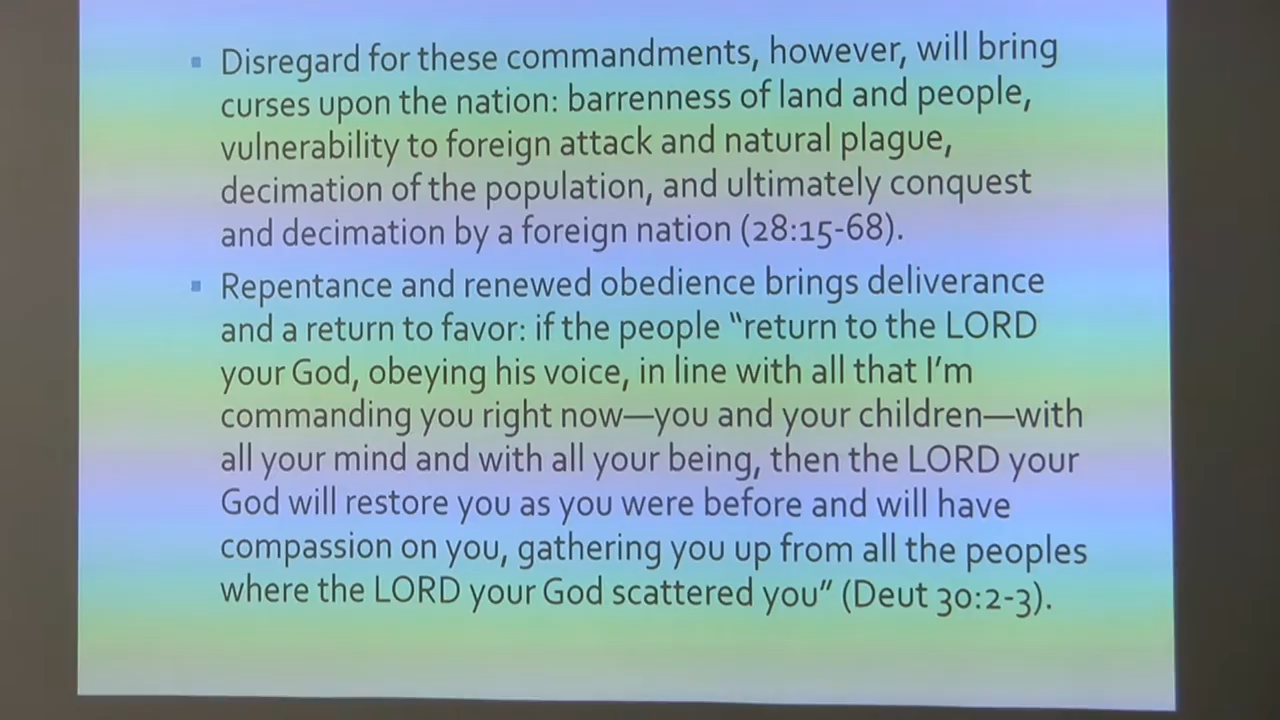 ▪ Disregard for these commandments, however, will bring
curses upon the nation: barrenness of land and people,
vulnerability to foreign attack and natural plague,
decimation of the population, and ultimately conquest
and decimation by a foreign nation (28:15-68).
▪ Repentance and renewed obedience brings deliverance
and a return to favor: if the people “return to the LORD
your God, obeying his voice, in line with all that I’m
commanding you right now—you and your children—with
all your mind and with all your being, then the LORD your
God will restore you as you were before and will have
compassion on you, gathering you up from all the peoples
where the LORD your God scattered you” (Deut 30:2-3).